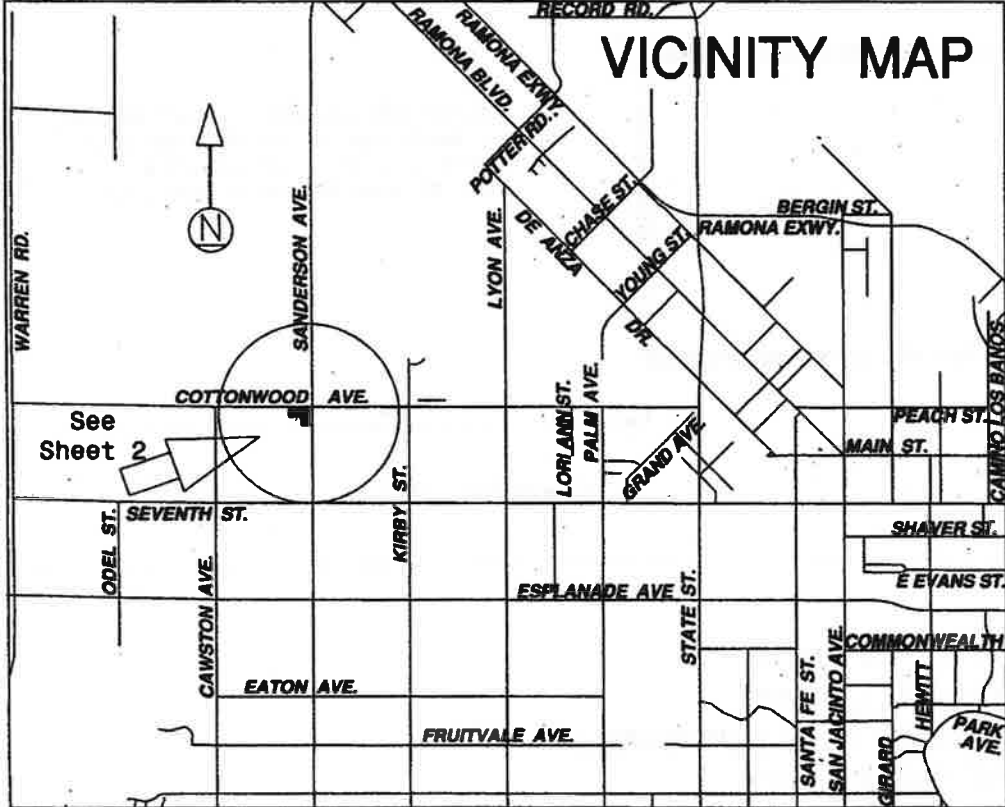 RECORD RD.
VICINITY MAP
RAMONA EXWY.
RAMONA BLVD.
POTTER RD.
CHASE ST.
BERGIN ST.
RAMONA EXWY.
WARREN RD.
N
SANDERSON AVE.
LYON AVE.
DE ANZA
DR.
YOUNG ST.
CAMINO LOS BANOS
COTTONWOOD AVE.
See
Sheet 2
LORI ANN ST.
PALM AVE.
GRAND AVE.
PEACH ST.
MAIN ST.
KIRBY ST.
ODEL ST.
SEVENTH ST.
SHAVER ST.
E EVANS ST.
CAWSTON AVE.
ESPLANADE AVE
STATE ST.
COMMONWEALTH
EATON AVE.
FRUITVALE AVE.
SANTA FE ST.
SAN JACINTO AVE.
GIRARD
HEWITT
PARK
AVE.